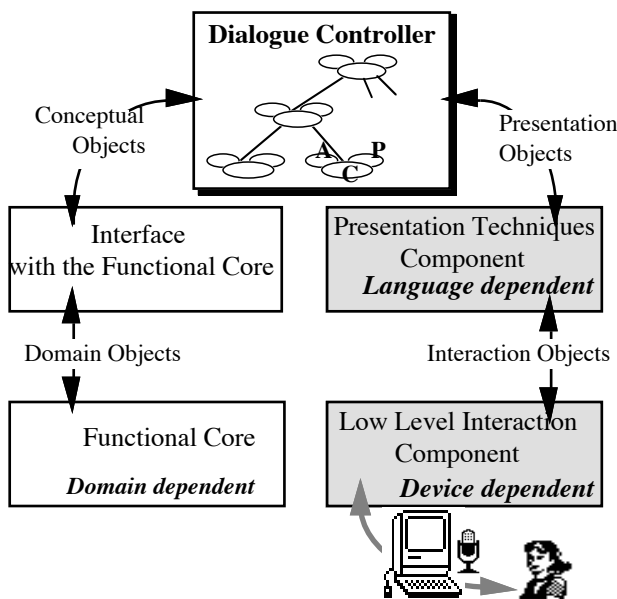 Dialogue Controller
A P
C
Conceptual
Objects
Presentation
Objects
Interface
with the Functional Core
Presentation Techniques
Component
Language dependent
Domain Objects
Interaction Objects
Functional Core
Domain dependent
Low Level Interaction
Component
Device dependent